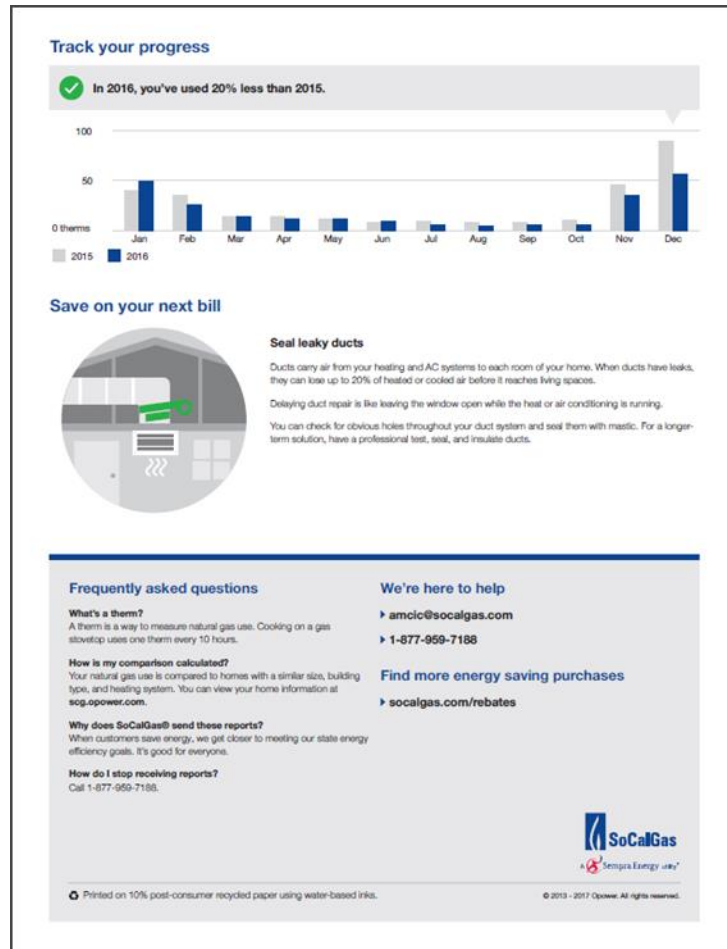 Track your progress
In 2016, you've used 20% less than 2015.
100
50
0 therms
Jan Feb Mar Apr May Jun Jul Aug Sep Oct Nov Dec
2015 2016
Save on your next bill
Seal leaky ducts
Ducts carry air from your heating and AC systems to each room of your home. When ducts have leaks,
they can lose up to 20% of heated or cooled air before it reaches living spaces.
Delaying duct repair is like leaving the window open while the heat or air conditioning is running.
You can check for obvious holes throughout your duct system and seal them with mastic. For a longer-
term solution, have a professional test, seal, and insulate ducts.
Frequently asked questions
What's a therm?
A therm is a way to measure natural gas use. Cooking on a gas
stovetop uses one therm every 10 hours.
How is my comparison calculated?
Your natural gas use is compared to homes with a similar size, building
type, and heating system. You can view your home information at
scg.opower.com.
Why does SoCalGas® send these reports?
When customers save energy, we get closer to meeting our state energy
efficiency goals. It's good for everyone.
How do I stop receiving reports?
Call 1-877-959-7188.
We're here to help
amcic@socalgas.com
1-877-959-7188
Find more energy saving purchases
socalgas.com/rebates
SoCalGas
A Sempra Energy utility®
Printed on 10% post-consumer recycled paper using water-based inks.
© 2013 - 2017 Opower. All rights reserved.